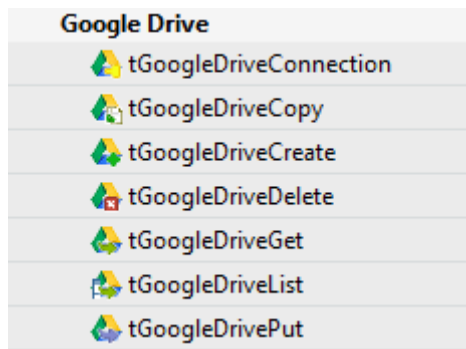 Google Drive
tGoogleDriveConnection
tGoogleDriveCopy
tGoogleDriveCreate
tGoogleDriveDelete
tGoogleDriveGet
tGoogleDriveList
tGoogleDrivePut